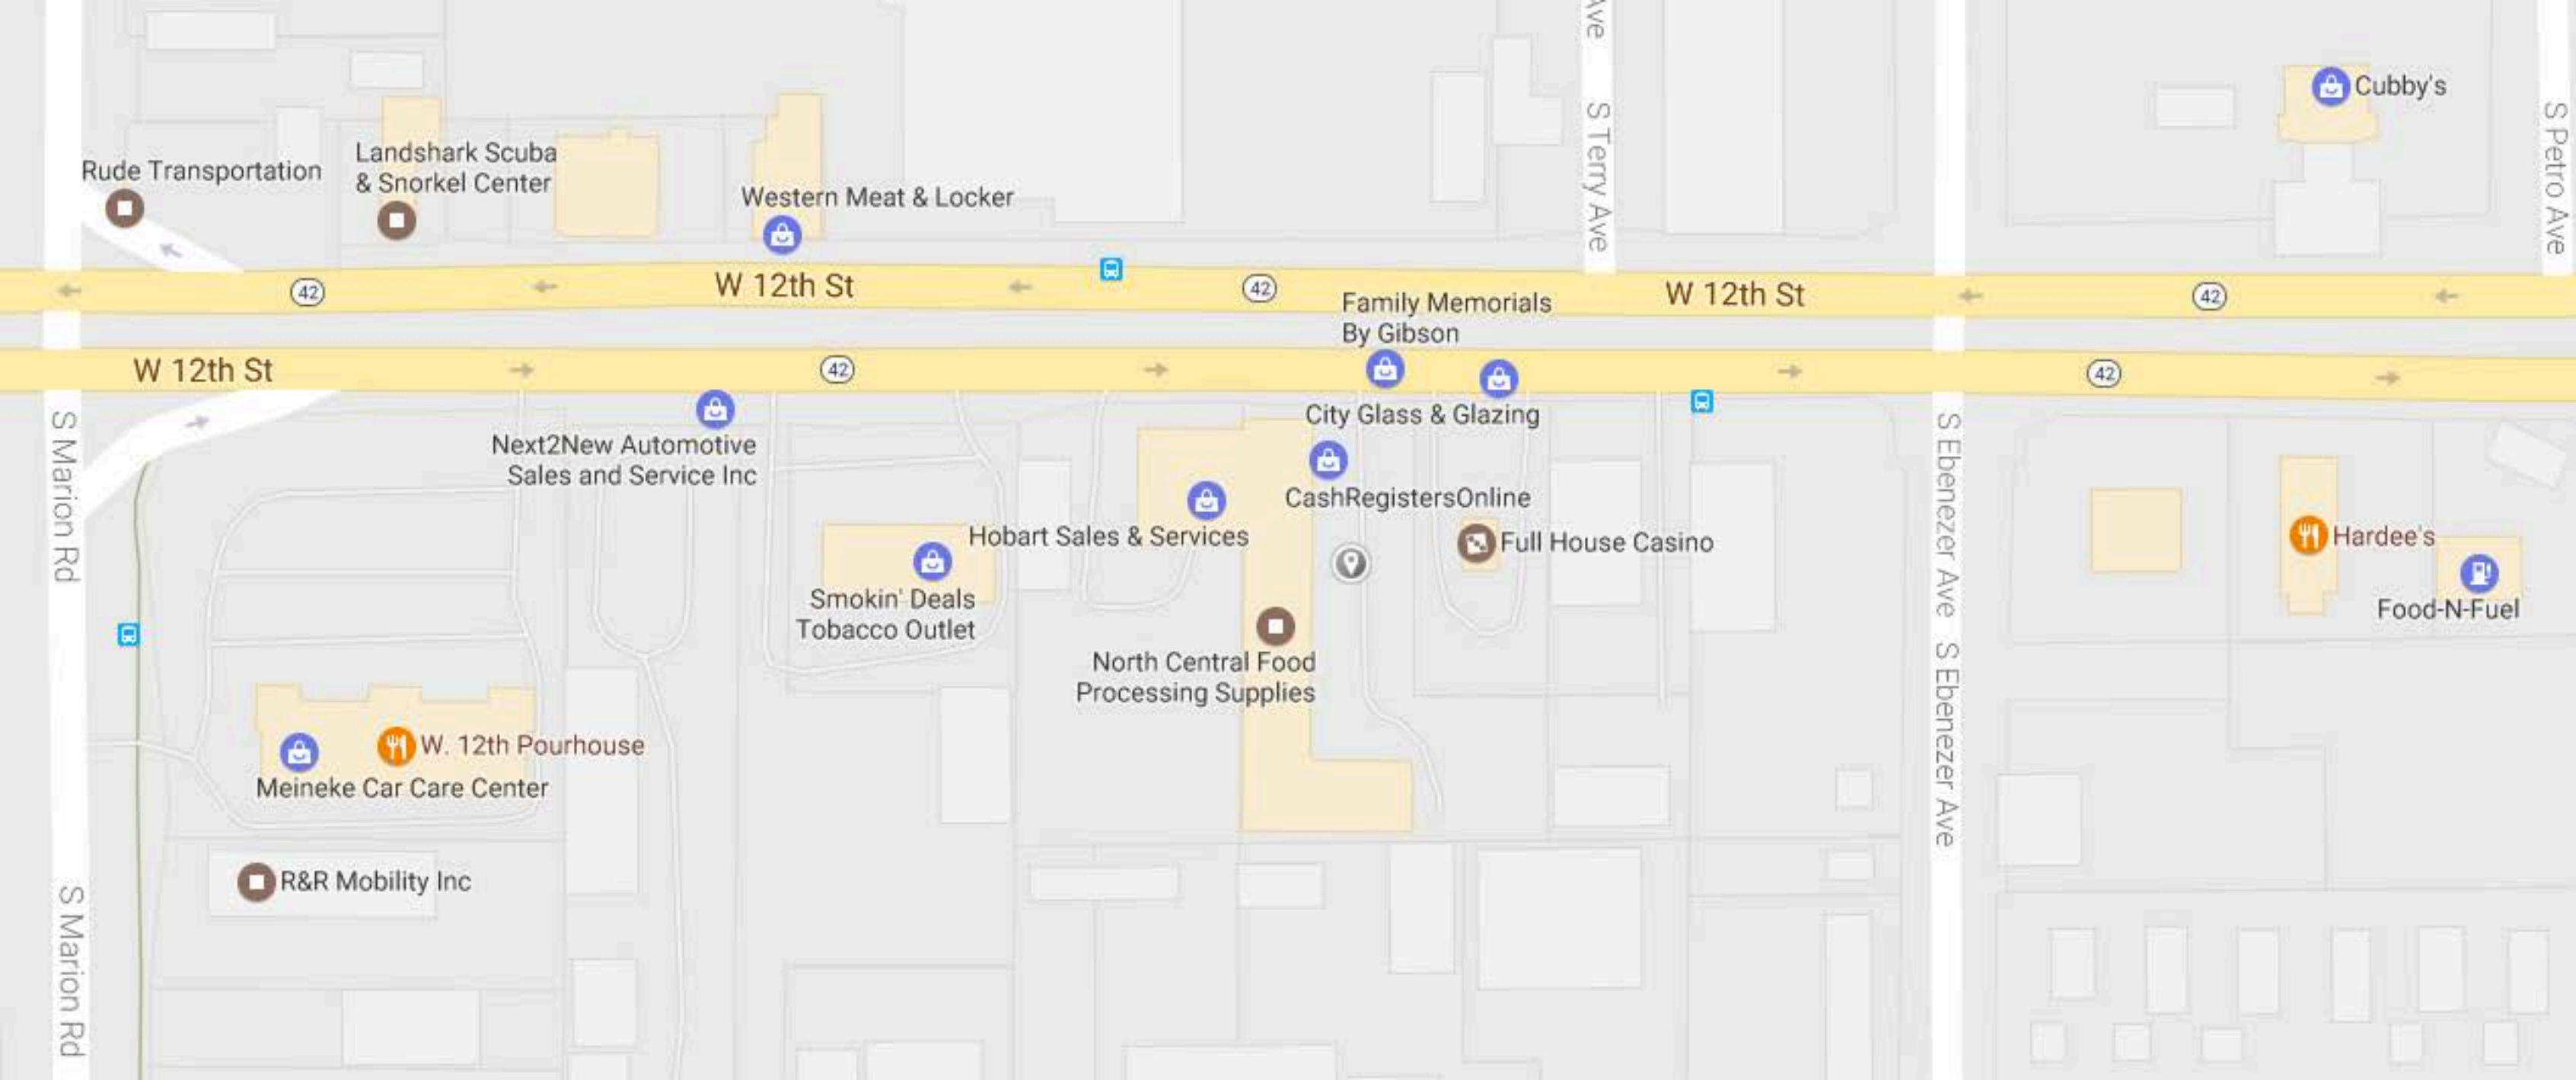 Ave
Cubby's
S Terry Ave
S Petro Ave
Rude Transportation
Landshark Scuba
& Snorkel Center
Western Meat & Locker
42
W 12th St
42
W 12th St
42
Family Memorials
By Gibson
W 12th St
42
42
City Glass & Glazing
S Marion Rd
Next2New Automotive
Sales and Service Inc
S Ebenezer Ave
CashRegistersOnline
Hobart Sales & Services
Full House Casino
Hardee's
Smokin' Deals
Tobacco Outlet
Food-N-Fuel
North Central Food
Processing Supplies
S Ebenezer Ave
W. 12th Pourhouse
Meineke Car Care Center
R&R Mobility Inc
S Marion Rd